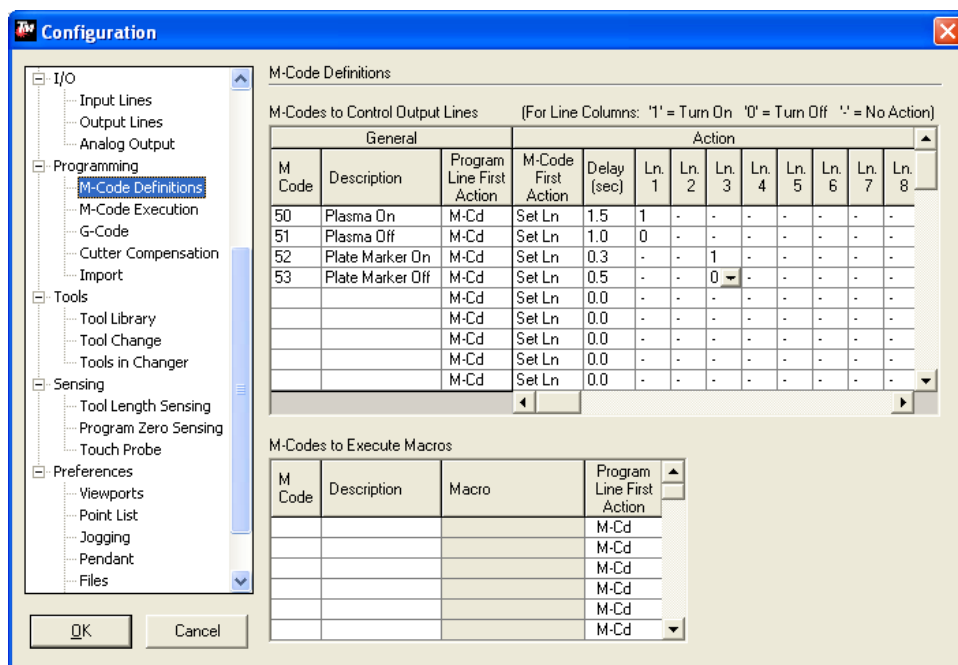 Configuration
I/O
Input Lines
Output Lines
Analog Output
Programming
M-Code Definitions
M-Code Execution
G-Code
Cutter Compensation
Import
Tools
Tool Library
Tool Change
Tools in Changer
Sensing
Tool Length Sensing
Program Zero Sensing
Touch Probe
Preferences
Viewports
Point List
Jogging
Pendant
Files
OK Cancel
M-Code Definitions
M-Codes to Control Output Lines (For Line Columns: '1' = Turn On '0' = Turn Off '-' = No Action)
General Action
M Code Description Program Line First Action M-Code First Action Delay (sec) Ln. 1 Ln. 2 Ln. 3 Ln. 4 Ln. 5 Ln. 6 Ln. 7 Ln. 8
50 Plasma On M-Cd Set Ln 1.5 1 - - - - - - -
51 Plasma Off M-Cd Set Ln 1.0 0 - - - - - - -
52 Plate Marker On M-Cd Set Ln 0.3 - - 1 - - - - -
53 Plate Marker Off M-Cd Set Ln 0.5 - - 0 - - - - -
M-Cd Set Ln 0.0 - - - - - - - -
M-Cd Set Ln 0.0 - - - - - - - -
M-Cd Set Ln 0.0 - - - - - - - -
M-Cd Set Ln 0.0 - - - - - - - -
M-Cd Set Ln 0.0 - - - - - - - -
M-Codes to Execute Macros
M Code Description Macro Program Line First Action
M-Cd
M-Cd
M-Cd
M-Cd
M-Cd
M-Cd